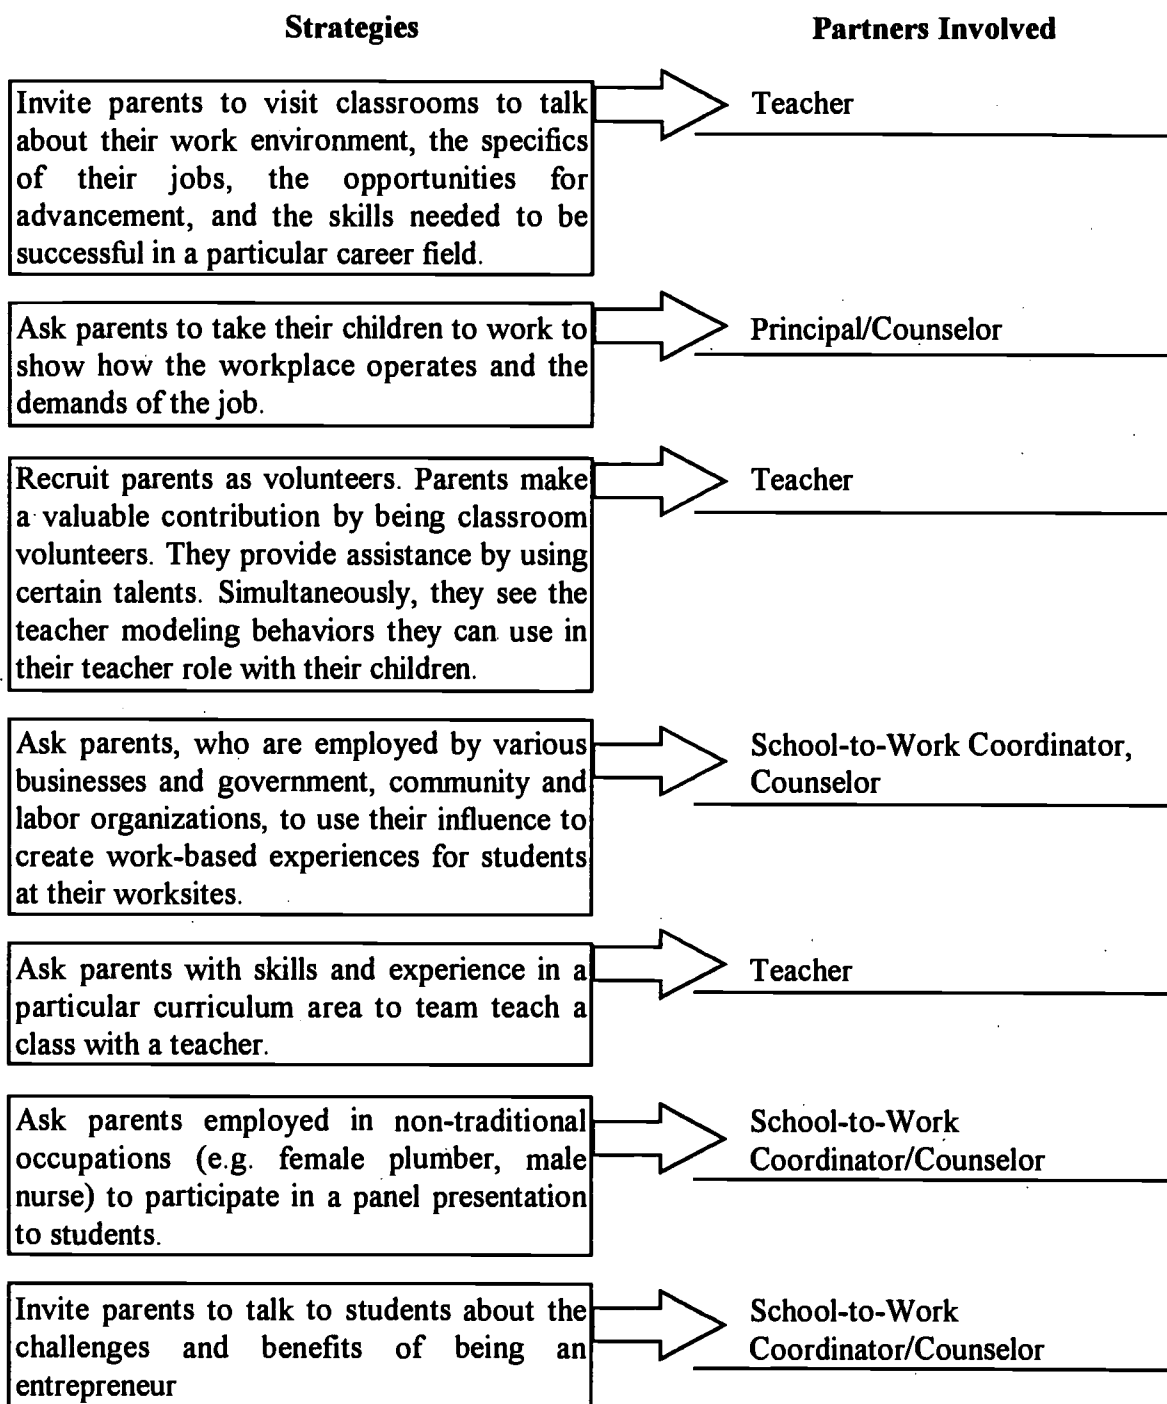 Strategies
Partners Involved
Invite parents to visit classrooms to talk
about their work environment, the specifics
of their jobs, the opportunities for
advancement, and the skills needed to be
successful in a particular career field.
Teacher
Ask parents to take their children to work to
show how the workplace operates and the
demands of the job.
Principal/Counselor
Recruit parents as volunteers. Parents make
a valuable contribution by being classroom
volunteers. They provide assistance by using
certain talents. Simultaneously, they see the
teacher modeling behaviors they can use in
their teacher role with their children.
Teacher
Ask parents, who are employed by various
businesses and government, community and
labor organizations, to use their influence to
create work-based experiences for students
at their worksites.
School-to-Work Coordinator,
Counselor
Ask parents with skills and experience in a
particular curriculum area to team teach a
class with a teacher.
Teacher
Ask parents employed in non-traditional
occupations (e.g. female plumber, male
nurse) to participate in a panel presentation
to students.
School-to-Work
Coordinator/Counselor
Invite parents to talk to students about the
challenges and benefits of being an
entrepreneur
School-to-Work
Coordinator/Counselor